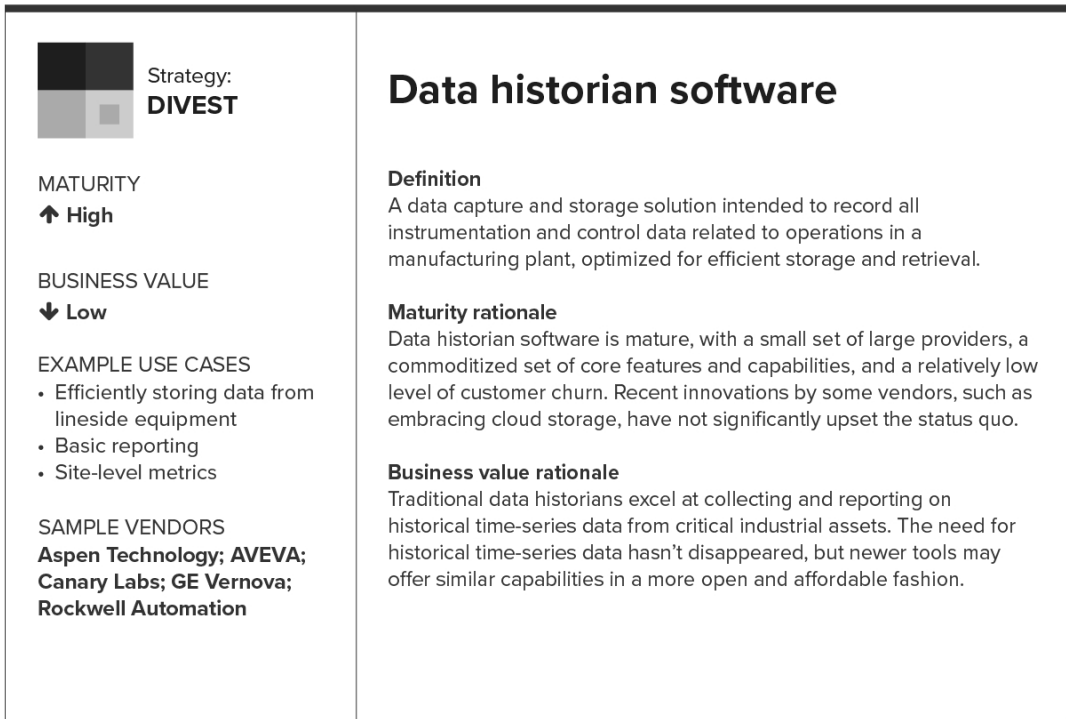 Strategy:
DIVEST
MATURITY
↑ High
BUSINESS VALUE
↓ Low
EXAMPLE USE CASES
• Efficiently storing data from
lineside equipment
• Basic reporting
• Site-level metrics
SAMPLE VENDORS
Aspen Technology; AVEVA;
Canary Labs; GE Vernova;
Rockwell Automation
Data historian software
Definition
A data capture and storage solution intended to record all
instrumentation and control data related to operations in a
manufacturing plant, optimized for efficient storage and retrieval.
Maturity rationale
Data historian software is mature, with a small set of large providers, a
commoditized set of core features and capabilities, and a relatively low
level of customer churn. Recent innovations by some vendors, such as
embracing cloud storage, have not significantly upset the status quo.
Business value rationale
Traditional data historians excel at collecting and reporting on
historical time-series data from critical industrial assets. The need for
historical time-series data hasn’t disappeared, but newer tools may
offer similar capabilities in a more open and affordable fashion.